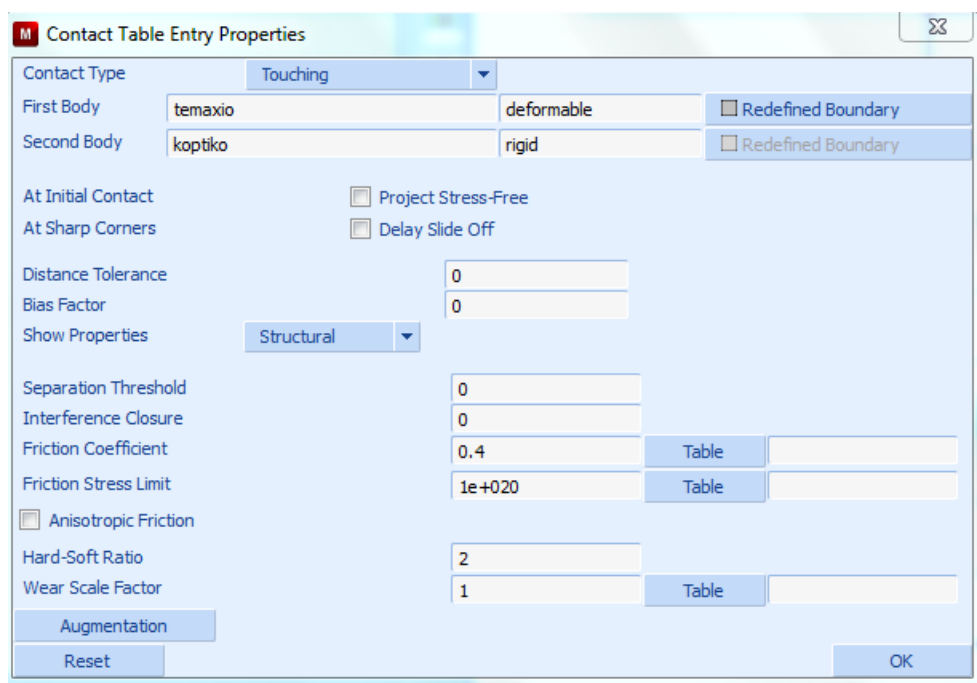 M Contact Table Entry Properties
Contact Type Touching
First Body temaxio deformable Redefined Boundary
Second Body koptiko rigid Redefined Boundary
At Initial Contact Project Stress-Free
At Sharp Corners Delay Slide Off
Distance Tolerance 0
Bias Factor 0
Show Properties Structural
Separation Threshold 0
Interference Closure 0
Friction Coefficient 0.4 Table
Friction Stress Limit 1e+020 Table
Anisotropic Friction
Hard-Soft Ratio 2
Wear Scale Factor 1 Table
Augmentation
Reset OK